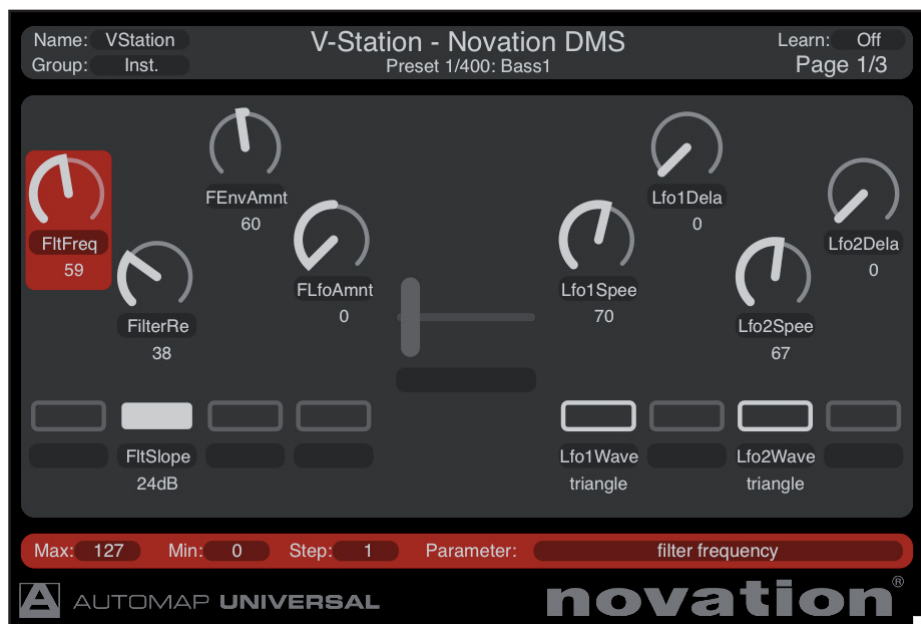 Name: VStation
V-Station - Novation DMS
Learn: Off
Group: Inst.
Preset 1/400: Bass1
Page 1/3
FltFreq
59
FilterRe
38
FEnvAmnt
60
FLfoAmnt
0
Lfo1Spee
70
Lfo1Dela
0
Lfo2Spee
67
Lfo2Dela
0
FltSlope
24dB
Lfo1Wave
triangle
Lfo2Wave
triangle
Max: 127 Min: 0 Step: 1 Parameter: filter frequency
A AUTOMAP UNIVERSAL
novation®